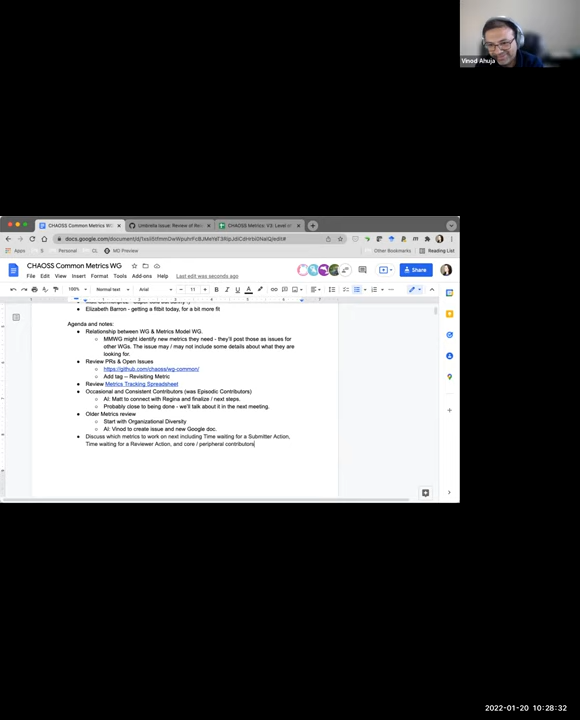 Vinod Ahuja
CHAOSS Common Metrics W
Umbrella Issue: Review of Re
CHAOSS Metrics: V3: Level of
Apps
Personal
CL
M2 Preview
Other Bookmarks
Reading List
CHAOSS Common Metrics WG
File Edit View Insert Format Tools Add-ons Help
Last edit was seconds ago
Share
100%
Normal text
Arial
11
Elizabeth Barron - getting a fitbit today, for a bit more fit
Agenda and notes:
Relationship between WG & Metrics Model WG.
MMWG might identify new metrics they need - they'll post those as issues for
other WGs. The issue may / may not include some details about what they are
looking for.
Review PRs & Open Issues
https://github.com/chaoss/wg-common/
Add tag -- Revisiting Metric
Review Metrics Tracking Spreadsheet
Occasional and Consistent Contributors (was Episodic Contributors)
AI: Matt to connect with Regina and finalize / next steps.
Probably close to being done - we'll talk about it in the next meeting.
Older Metrics review
Start with Organizational Diversity
AI: Vinod to create issue and new Google doc.
Discuss which metrics to work on next including Time waiting for a Submitter Action,
Time waiting for a Reviewer Action, and core / peripheral contributors
2022-01-20 10:28:32